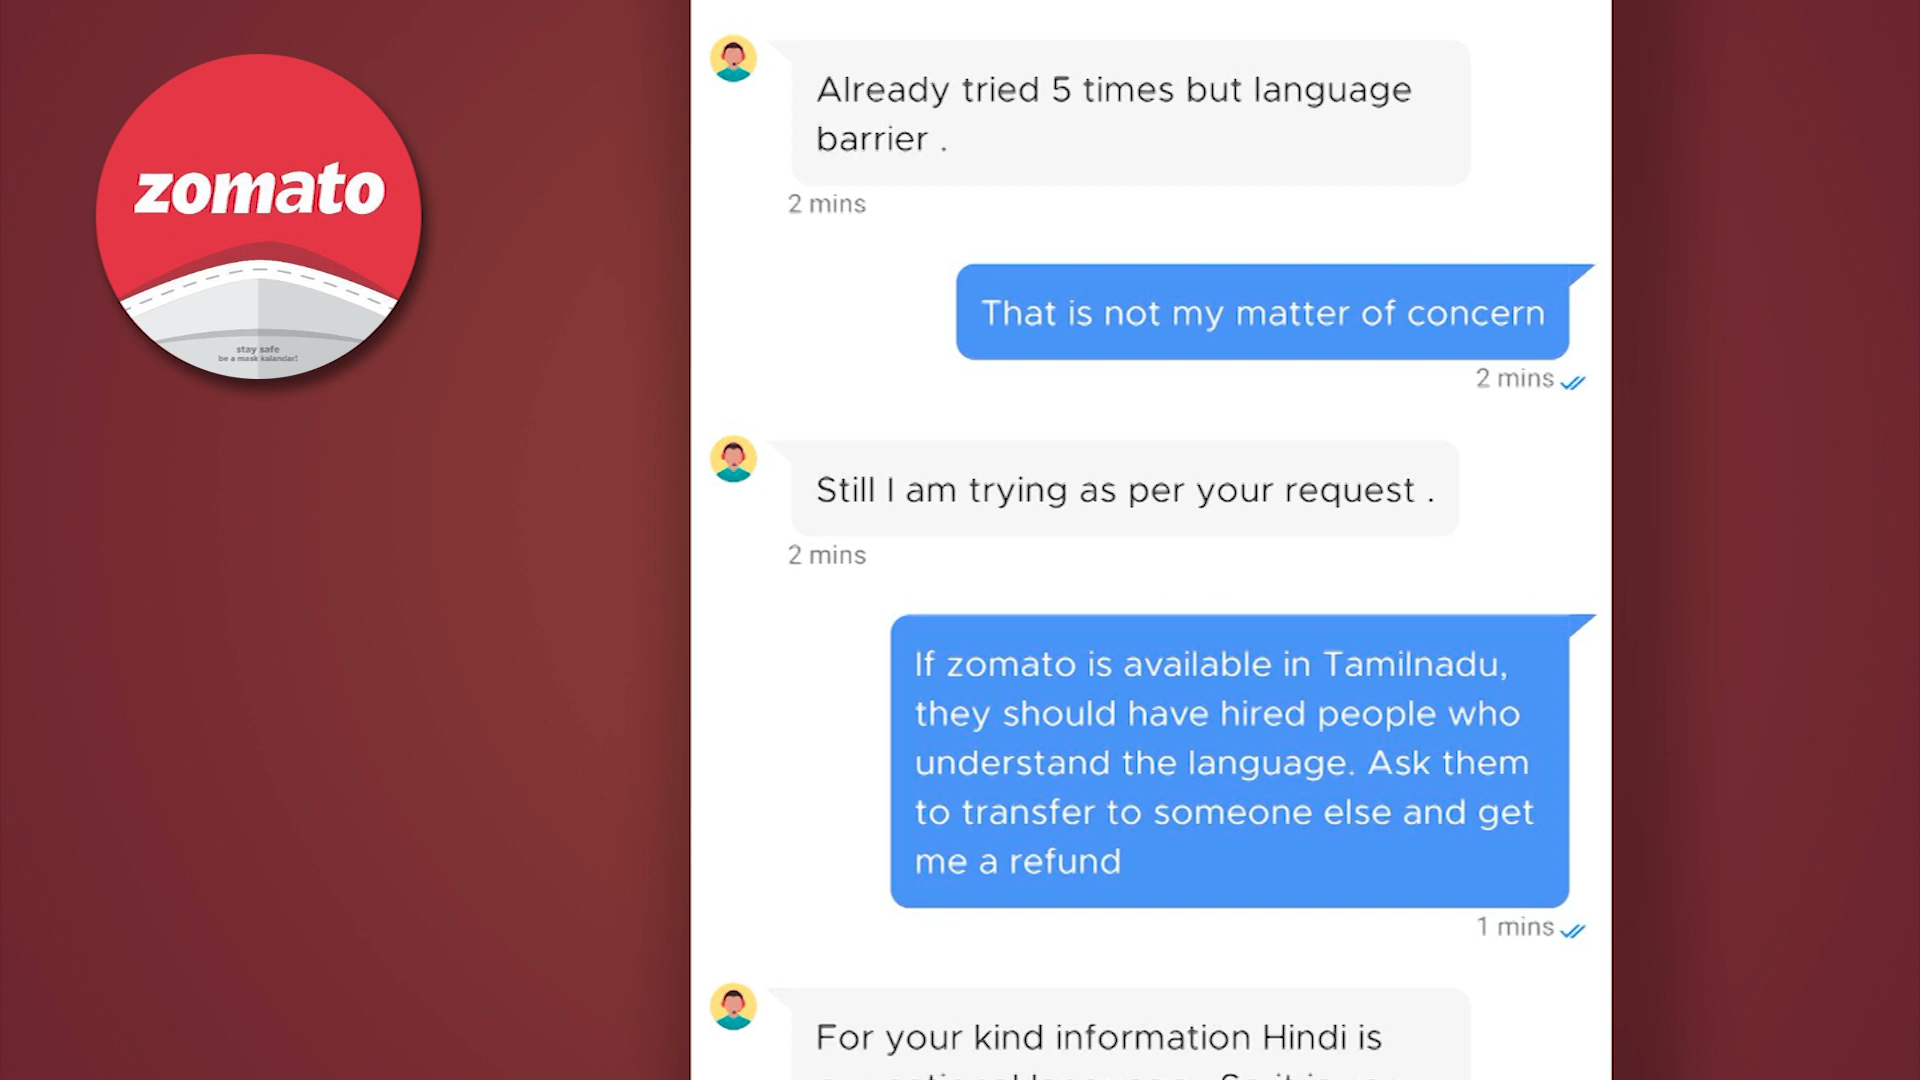 zomato
stay safe
be a mask kalandar!
Already tried 5 times but language
barrier .
2 mins
That is not my matter of concern
2 mins
Still I am trying as per your request .
2 mins
If zomato is available in Tamilnadu,
they should have hired people who
understand the language. Ask them
to transfer to someone else and get
me a refund
1 mins
For your kind information Hindi is